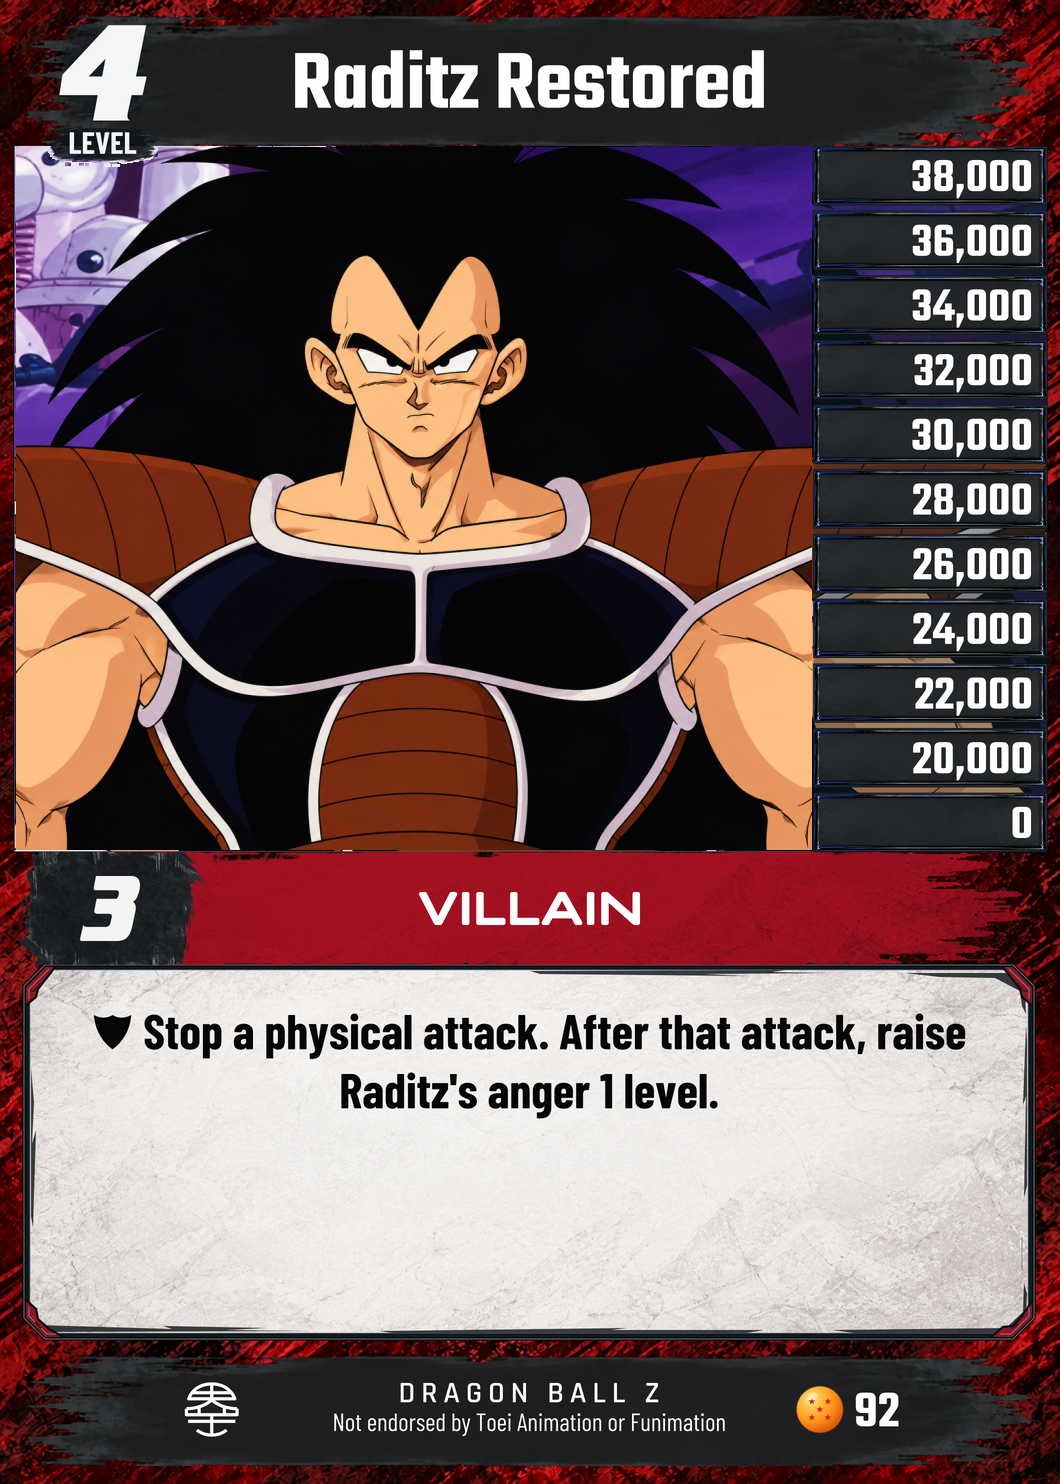 4
LEVEL
Raditz Restored
38,000
36,000
34,000
32,000
30,000
28,000
26,000
24,000
22,000
20,000
0
3
VILLAIN
Stop a physical attack. After that attack, raise
Raditz's anger 1 level.
DRAGON BALL Z
Not endorsed by Toei Animation or Funimation
92